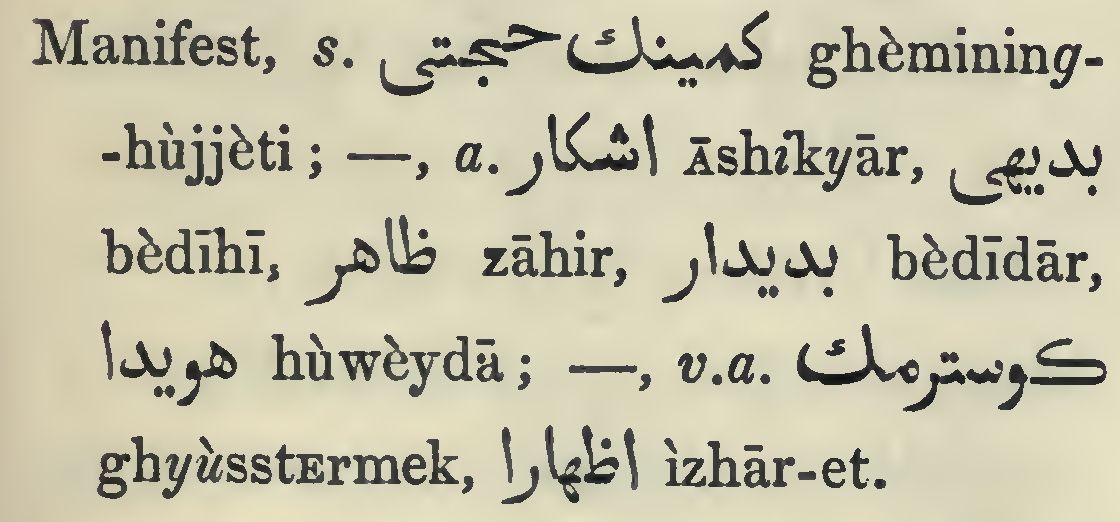 Manifest, s. كمينك حجتى ghèmining-
-hùjjèti ; —, a. اشكار Āshikyār, بديهى
bèdīhī, ظاهر zāhir, بديدار bèdīdār,
هويدا hùwèydā ; —, v.a. كوسترمك
ghyùsstErmek, اظهارا ìzhār-et.